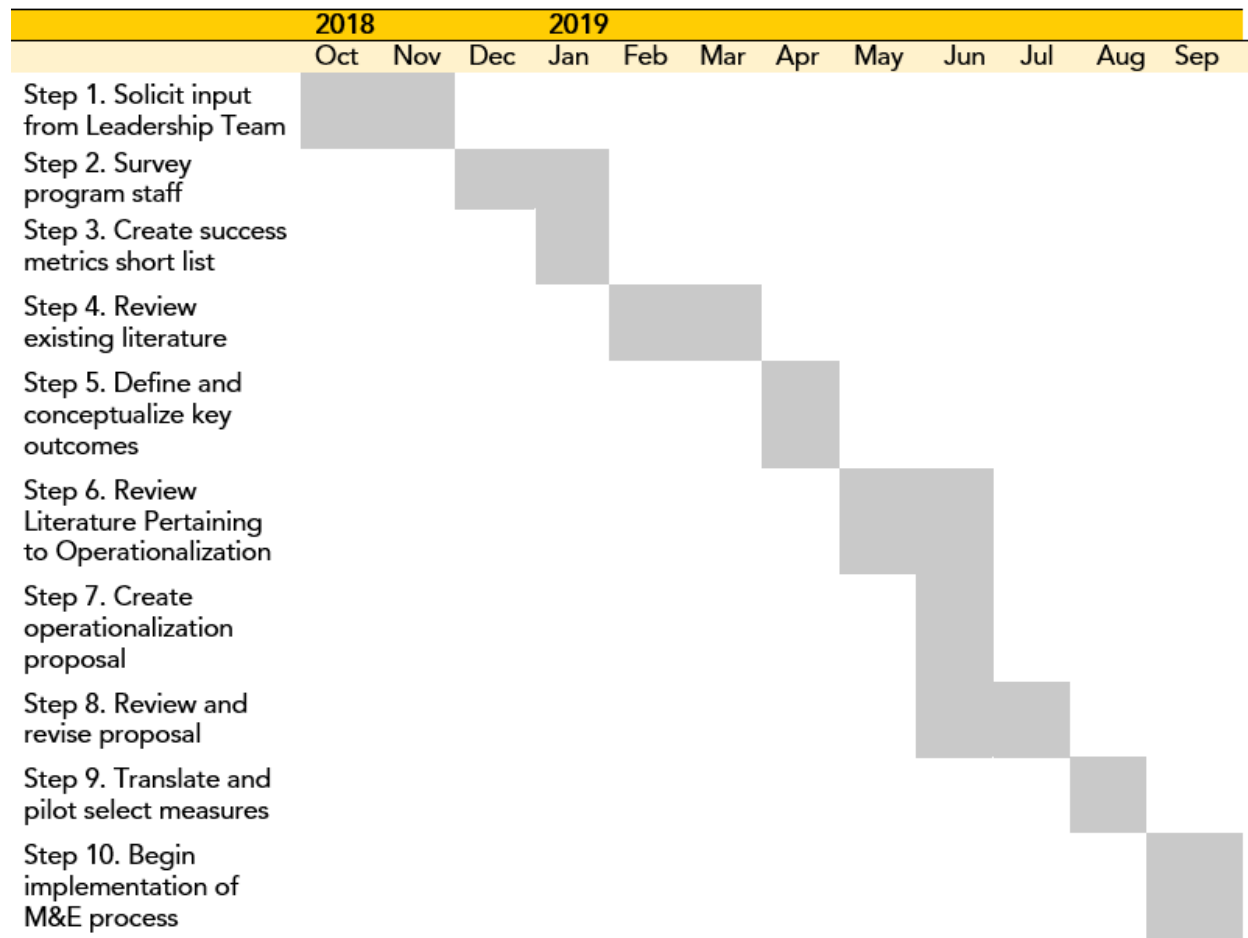 2018 2019
Oct Nov Dec Jan Feb Mar Apr May Jun Jul Aug Sep
Step 1. Solicit input
from Leadership Team
Step 2. Survey
program staff
Step 3. Create success
metrics short list
Step 4. Review
existing literature
Step 5. Define and
conceptualize key
outcomes
Step 6. Review
Literature Pertaining
to Operationalization
Step 7. Create
operationalization
proposal
Step 8. Review and
revise proposal
Step 9. Translate and
pilot select measures
Step 10. Begin
implementation of
M&E process